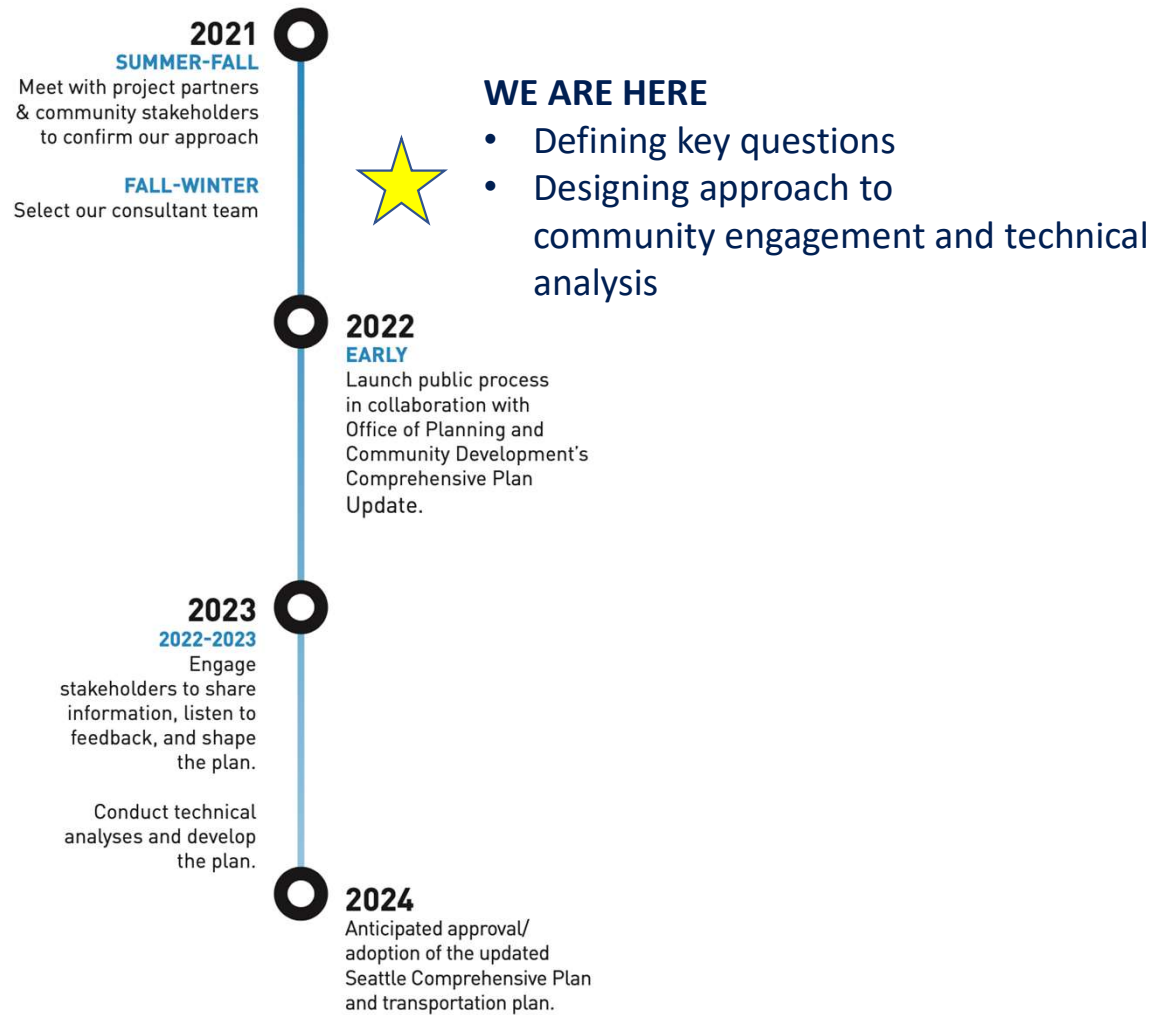 2021
SUMMER-FALL
Meet with project partners
& community stakeholders
to confirm our approach
FALL-WINTER
Select our consultant team
WE ARE HERE
• Defining key questions
• Designing approach to
community engagement and technical
analysis
2022
EARLY
Launch public process
in collaboration with
Office of Planning and
Community Development’s
Comprehensive Plan
Update.
2023
2022-2023
Engage
stakeholders to share
information, listen to
feedback, and shape
the plan.
Conduct technical
analyses and develop
the plan.
2024
Anticipated approval/
adoption of the updated
Seattle Comprehensive Plan
and transportation plan.